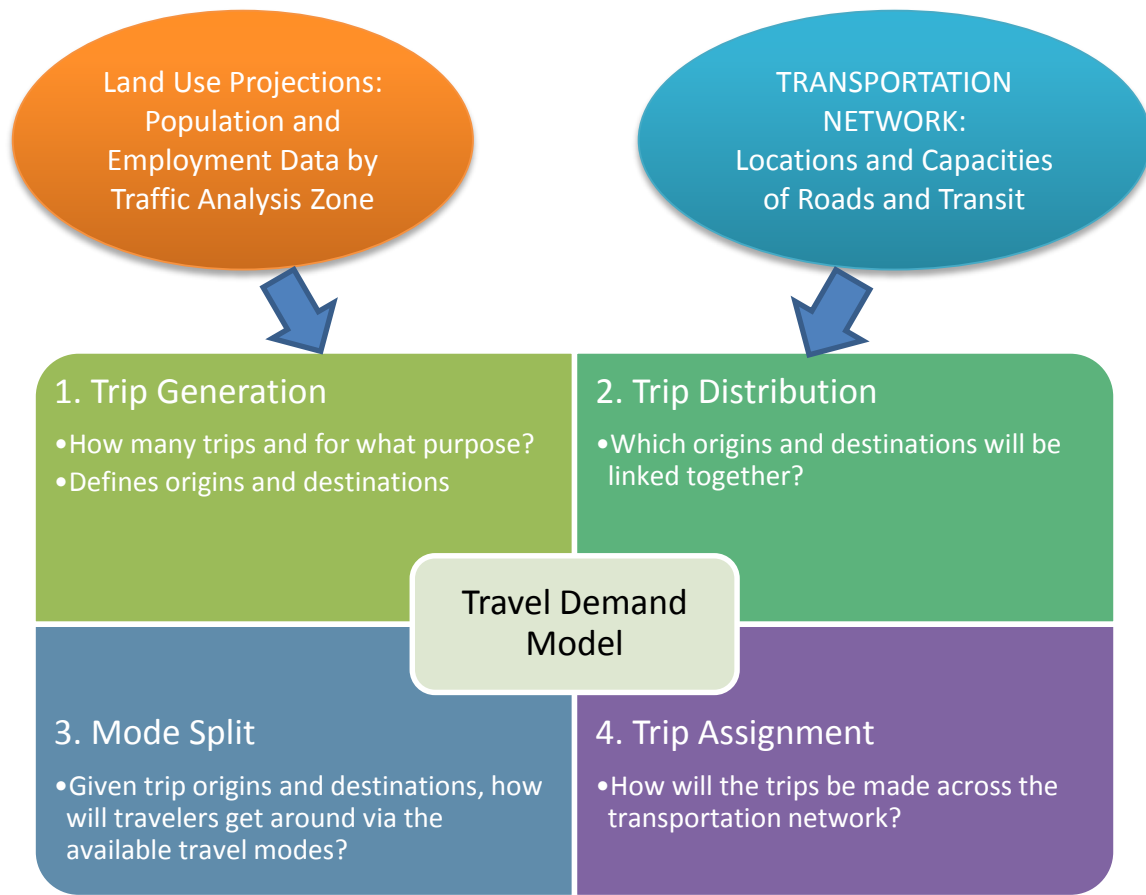 Land Use Projections:
Population and
Employment Data by
Traffic Analysis Zone
TRANSPORTATION
NETWORK:
Locations and Capacities
of Roads and Transit
1. Trip Generation
•How many trips and for what purpose?
•Defines origins and destinations
2. Trip Distribution
•Which origins and destinations will be
linked together?
Travel Demand
Model
3. Mode Split
•Given trip origins and destinations, how
will travelers get around via the
available travel modes?
4. Trip Assignment
•How will the trips be made across the
transportation network?